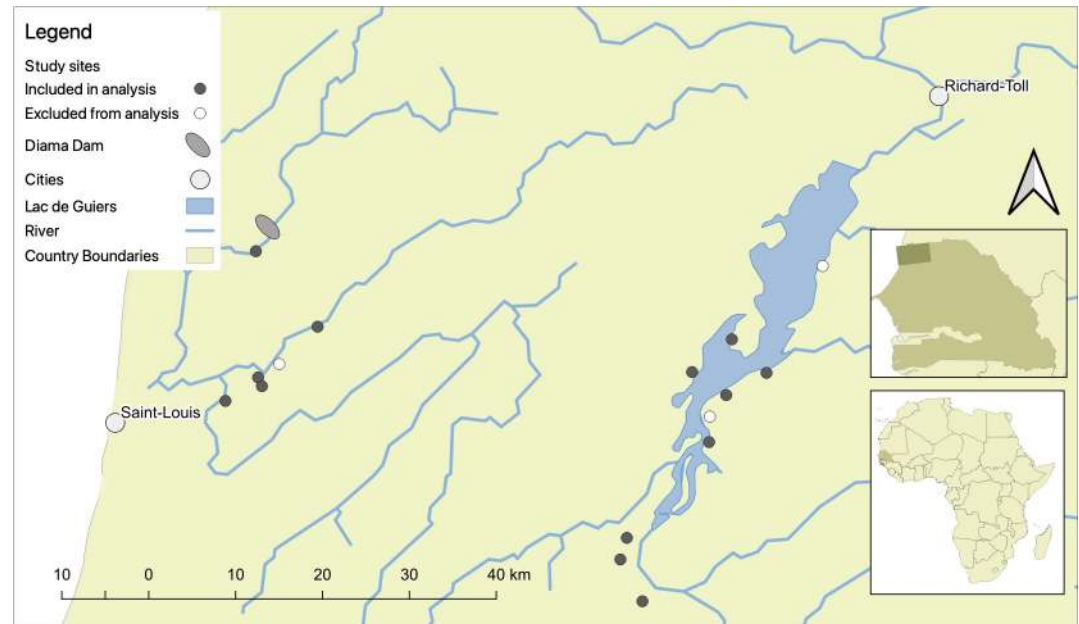 Legend
Study sites
Included in analysis
Excluded from analysis
Diama Dam
Cities
Lac de Guiers
River
Country Boundaries
Richard-Toll
Saint-Louis
10 0 10 20 30 40 km